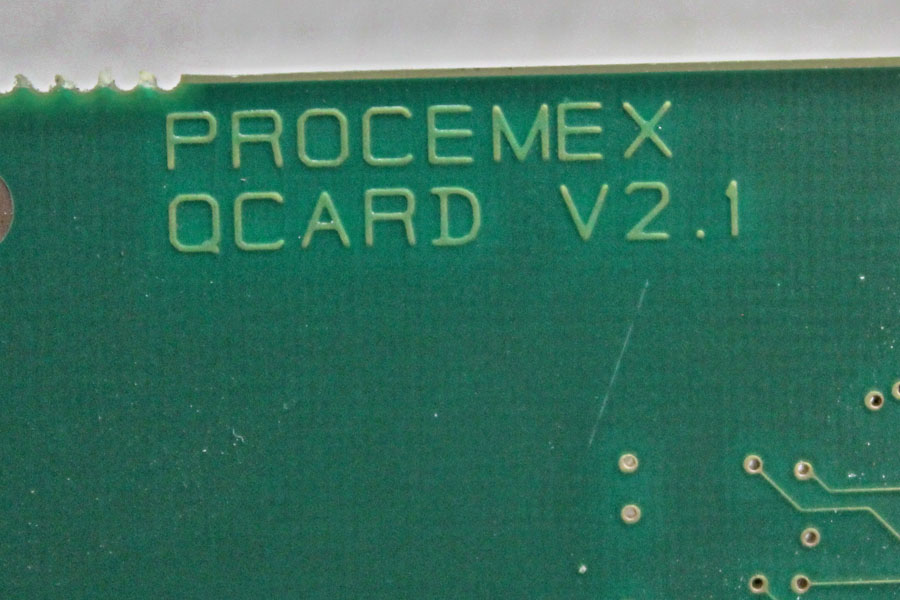 PROCEMEX
QCARD V2.1